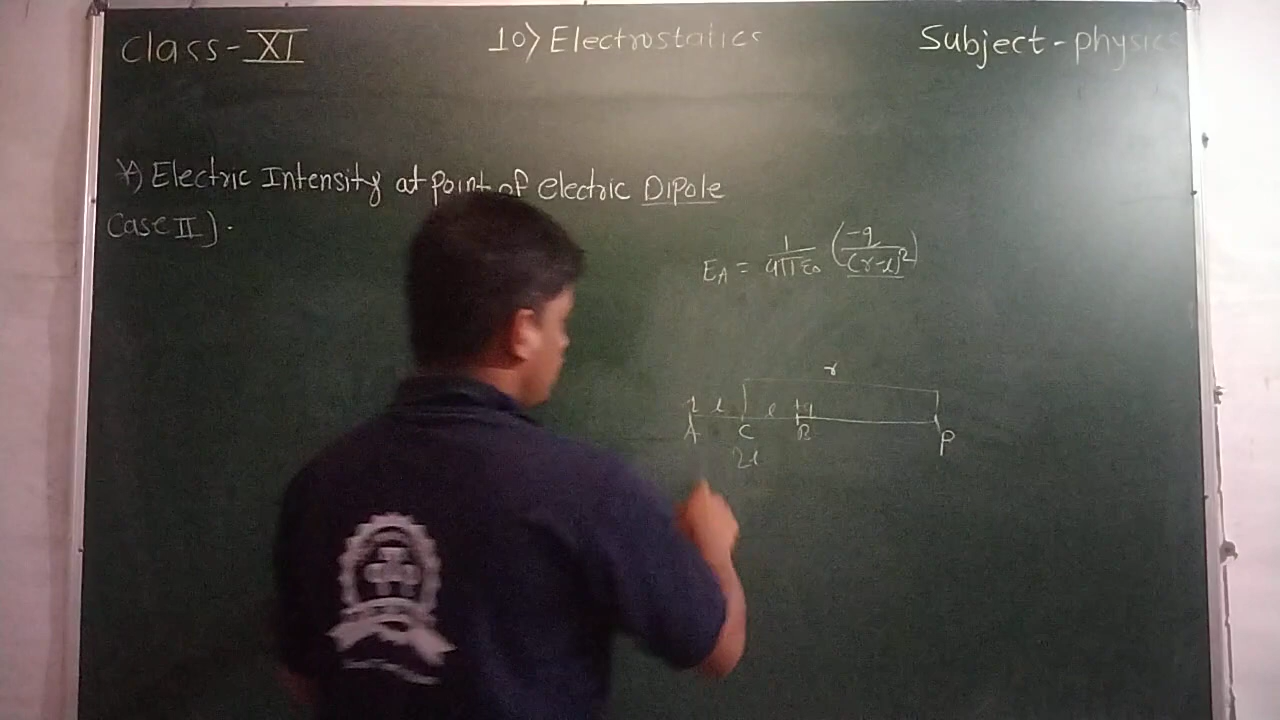 Class-XI
10) Electrostatics
Subject-physics
*) Electric Intensity at point of electric Dipole
Case II).
E_A = 1/4πε₀ (-q/(r-l)²)
r
l l +q
A C B P
2l